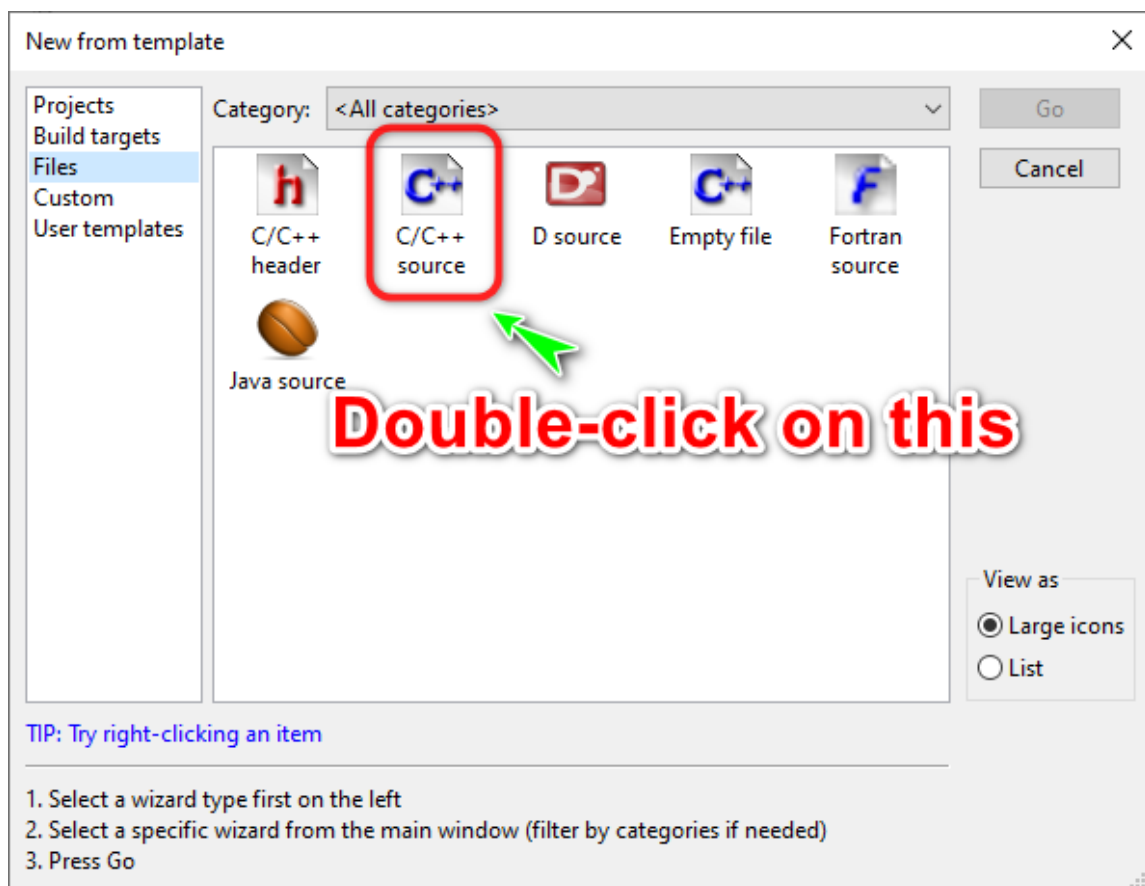 New from template
Projects
Build targets
Files
Custom
User templates
Category:
<All categories>
Go
Cancel
h
C/C++
header
C++
C/C++
source
D
D source
C++
Empty file
F
Fortran
source
Java source
Double-click on this
View as
Large icons
List
TIP: Try right-clicking an item
1. Select a wizard type first on the left
2. Select a specific wizard from the main window (filter by categories if needed)
3. Press Go